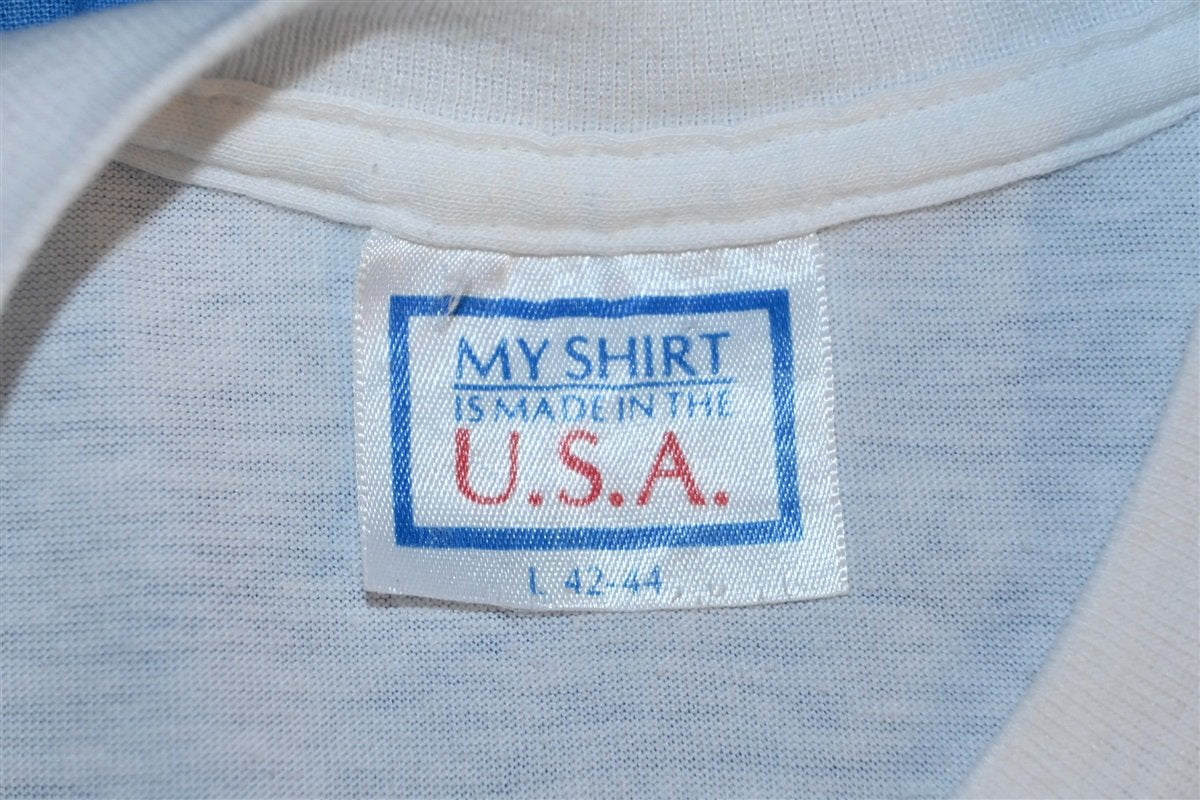 MY SHIRT
IS MADE IN THE
U.S.A.
L 42-44